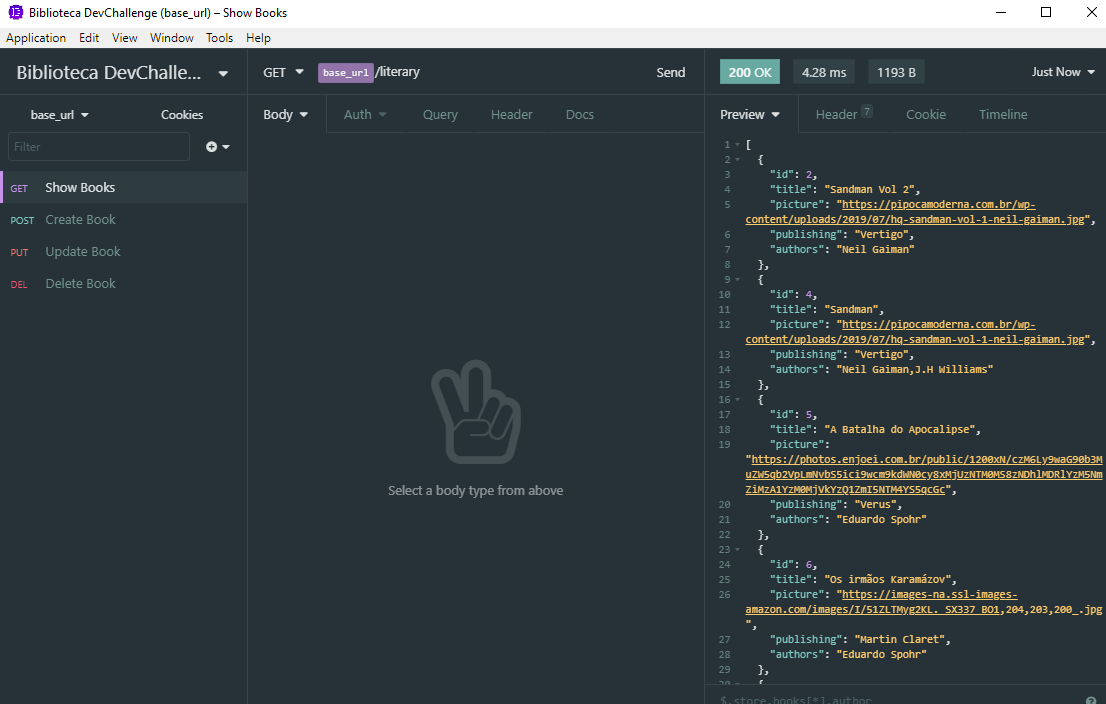 Biblioteca DevChallenge (base_url) – Show Books
Application Edit View Window Tools Help
Biblioteca DevChalle...
GET base_url/literary Send
200 OK 4.28 ms 1193 B Just Now
base_url Cookies
Body Auth Query Header Docs
Preview Header ? Cookie Timeline
Filter
GET Show Books
POST Create Book
PUT Update Book
DEL Delete Book
Select a body type from above
1 [
2 {
3 "id": 2,
4 "title": "Sandman Vol 2",
5 "picture": "https://pipocamoderna.com.br/wp-
content/uploads/2019/07/hq-sandman-vol-1-neil-gaiman.jpg",
6 "publishing": "Vertigo",
7 "authors": "Neil Gaiman"
8 },
9 {
10 "id": 4,
11 "title": "Sandman",
12 "picture": "https://pipocamoderna.com.br/wp-
content/uploads/2019/07/hq-sandman-vol-1-neil-gaiman.jpg",
13 "publishing": "Vertigo",
14 "authors": "Neil Gaiman,J.H Williams"
15 },
16 {
17 "id": 5,
18 "title": "A Batalha do Apocalipse",
19 "picture":
"https://photos.enjoei.com.br/public/1200xN/czM6Ly9waG90b3M
uZW5qb2VpLmNvbS5ici9wcm9kdWN0cy8xMjUzNTM0MS8zNDhlMDRlYzM5Nm
ZiMzA1YzM0MjVkYzQ1ZmI5NTM4YS5qcGc",
20 "publishing": "Verus",
21 "authors": "Eduardo Spohr"
22 },
23 {
24 "id": 6,
25 "title": "Os irmãos Karamázov",
26 "picture": "https://images-na.ssl-images-
amazon.com/images/I/51ZLTMyg2KL._SX337_BO1,204,203,200_.jpg
",
27 "publishing": "Martin Claret",
28 "authors": "Eduardo Spohr"
29 },
30 {
$.store.books[*].author